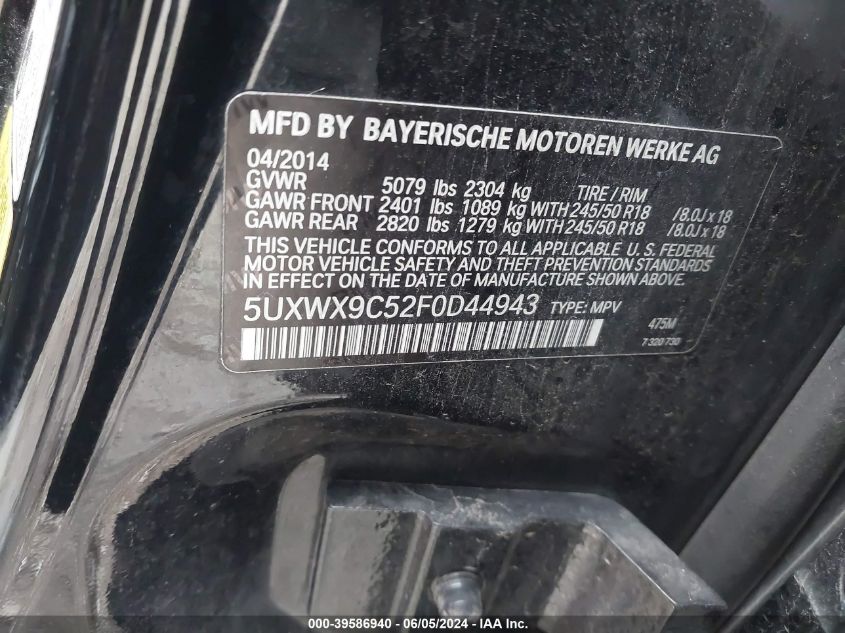 MFD BY BAYERISCHE MOTOREN WERKE AG
04/2014
GVWR 5079 lbs 2304 kg TIRE / RIM
GAWR FRONT 2401 lbs 1089 kg WITH 245/50 R18 /8.0J x 18
GAWR REAR 2820 lbs 1279 kg WITH 245/50 R18 /8.0J x 18
THIS VEHICLE CONFORMS TO ALL APPLICABLE U.S. FEDERAL
MOTOR VEHICLE SAFETY AND THEFT PREVENTION STANDARDS
IN EFFECT ON THE DATE OF MANUFACTURE SHOWN ABOVE.
5UXWX9C52F0D44943 TYPE: MPV
475M
7 320 730
000-39586940 - 06/05/2024 - IAA Inc.